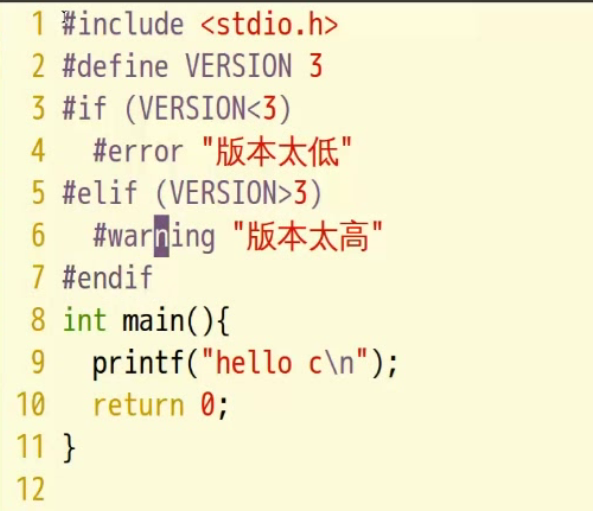 1 #include <stdio.h>
2 #define VERSION 3
3 #if (VERSION<3)
4   #error "版本太低"
5 #elif (VERSION>3)
6   #warning "版本太高"
7 #endif
8 int main(){
9   printf("hello c\n");
10   return 0;
11 }
12